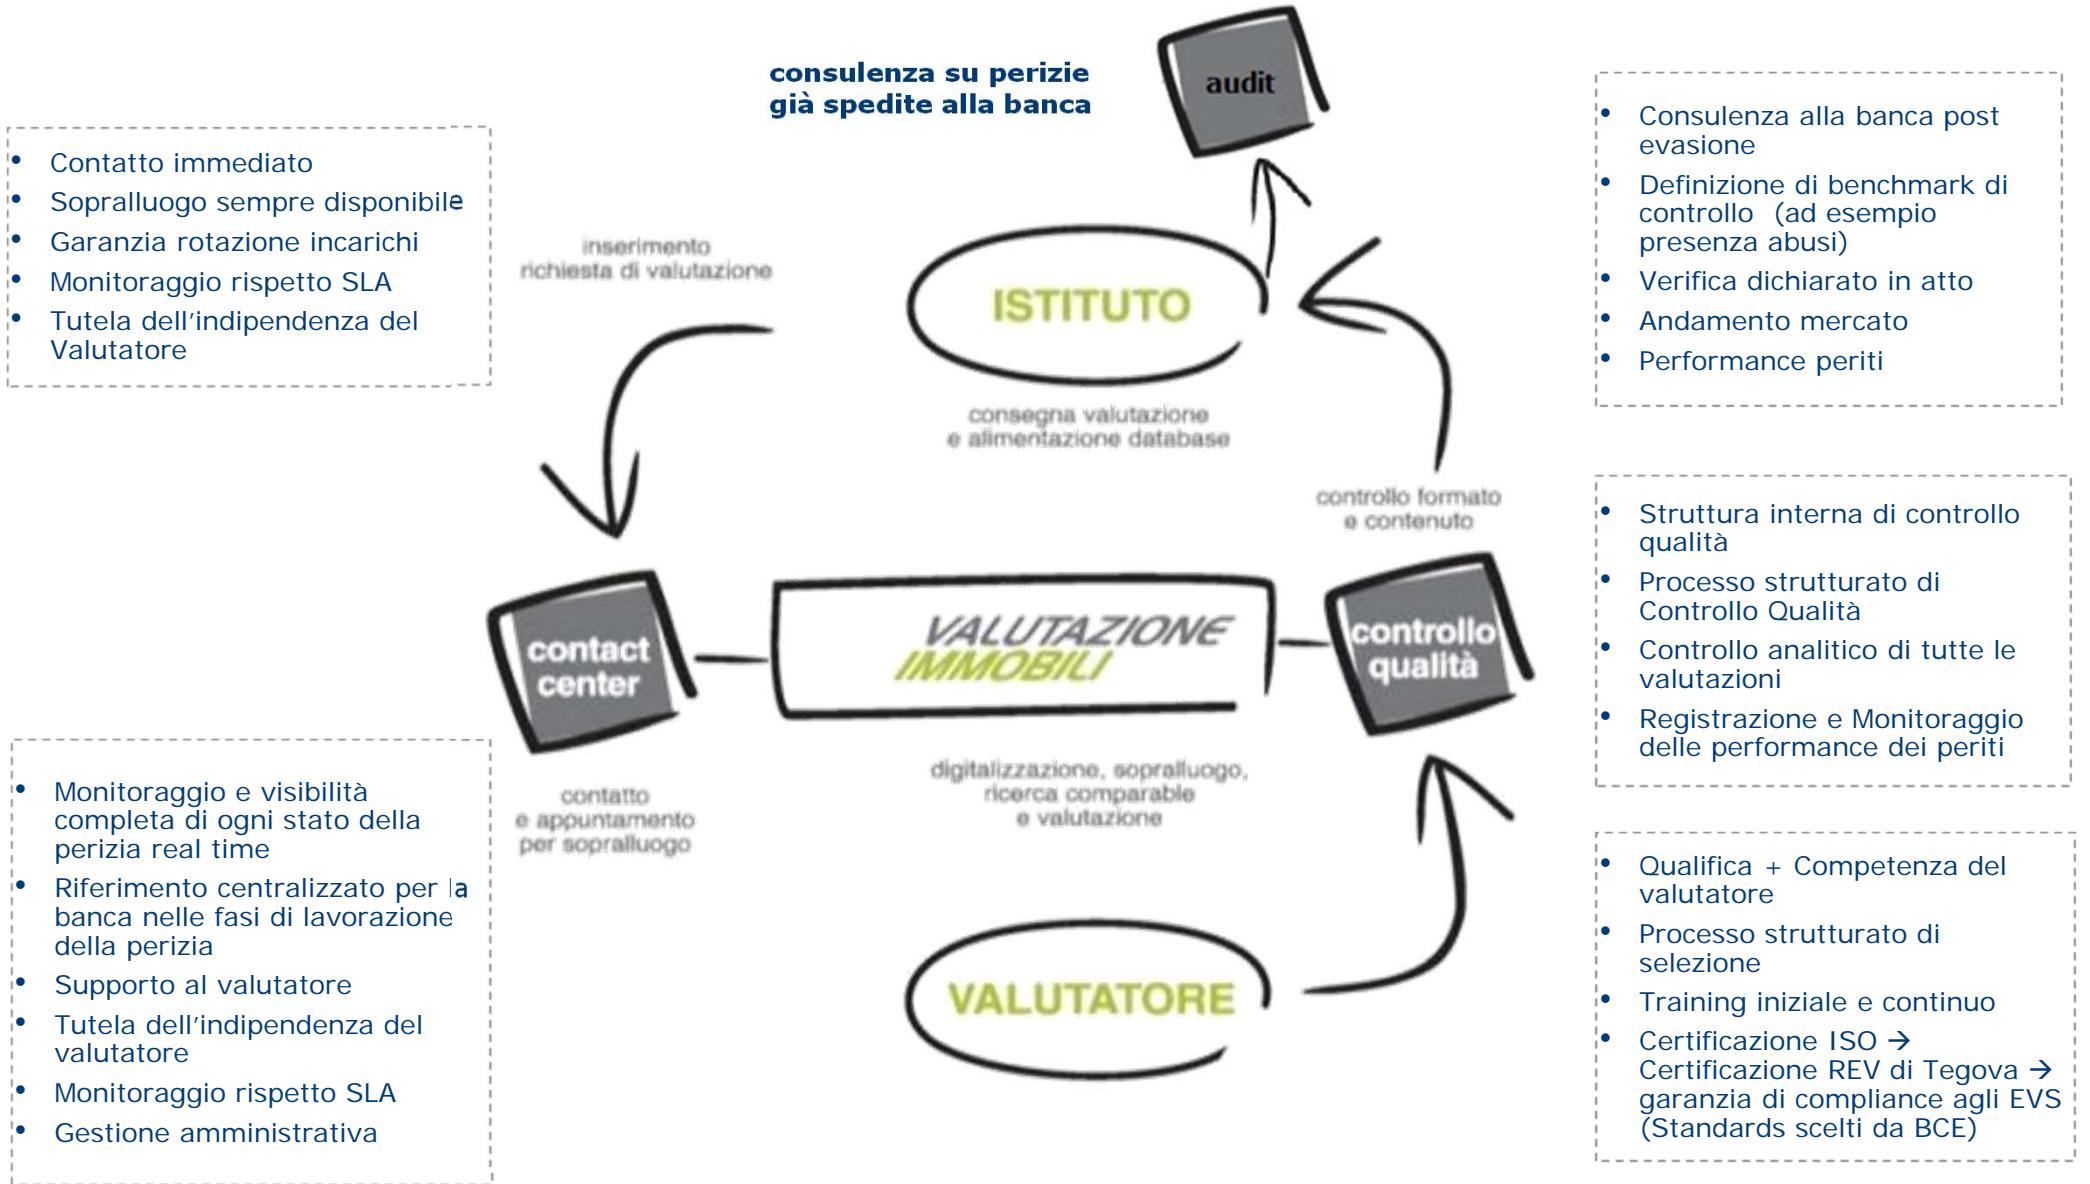 consulenza su perizie
già spedite alla banca
audit
• Contatto immediato
• Sopralluogo sempre disponibile
• Garanzia rotazione incarichi
• Monitoraggio rispetto SLA
• Tutela dell'indipendenza del
Valutatore
inserimento
richiesta di valutazione
ISTITUTO
consegna valutazione
e alimentazione database
• Consulenza alla banca post
evasione
• Definizione di benchmark di
controllo (ad esempio
presenza abusi)
• Verifica dichiarato in atto
• Andamento mercato
• Performance periti
controllo formato
e contenuto
• Struttura interna di controllo
qualità
• Processo strutturato di
Controllo Qualità
• Controllo analitico di tutte le
valutazioni
• Registrazione e Monitoraggio
delle performance dei periti
contact
center
VALUTAZIONE
IMMOBILI
controllo
qualità
contatto
e appuntamento
per sopralluogo
digitalizzazione, sopralluogo,
ricerca comparable
e valutazione
• Monitoraggio e visibilità
completa di ogni stato della
perizia real time
• Riferimento centralizzato per la
banca nelle fasi di lavorazione
della perizia
• Supporto al valutatore
• Tutela dell'indipendenza del
valutatore
• Monitoraggio rispetto SLA
• Gestione amministrativa
VALUTATORE
• Qualifica + Competenza del
valutatore
• Processo strutturato di
selezione
• Training iniziale e continuo
• Certificazione ISO →
Certificazione REV di Tegova →
garanzia di compliance agli EVS
(Standards scelti da BCE)